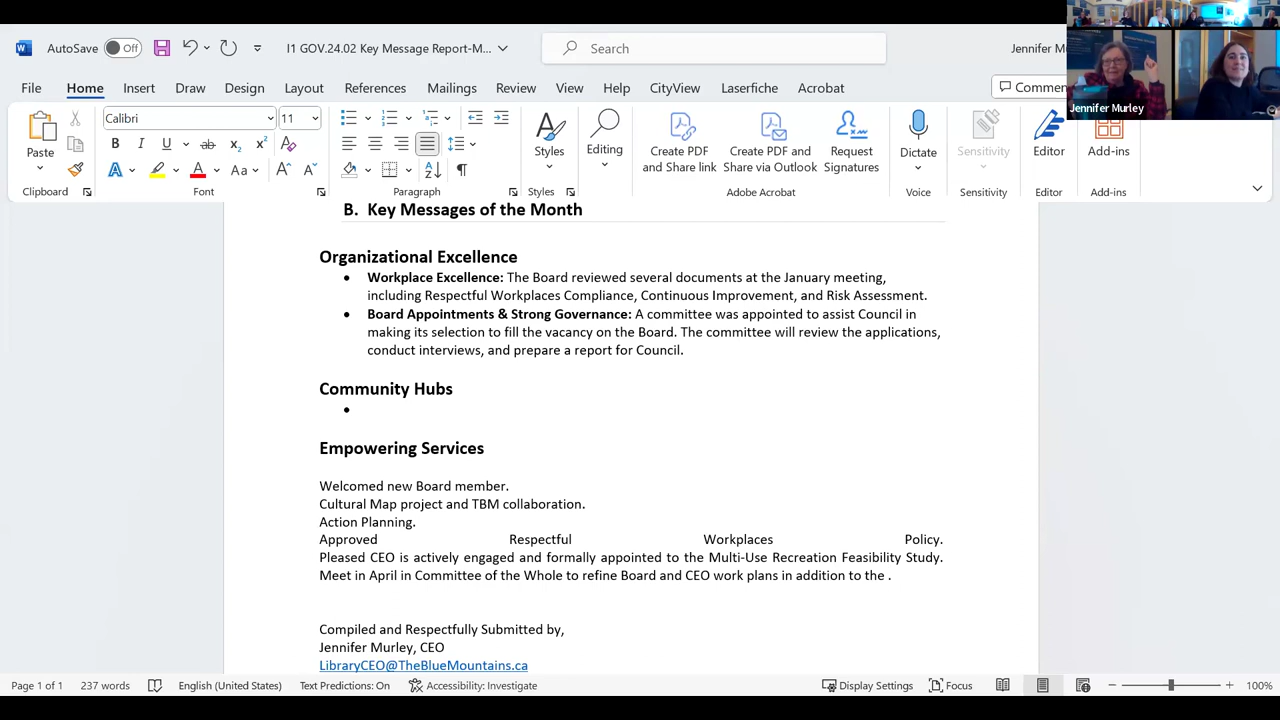 AutoSave Off I1 GOV.24.02 Key Message Report-M... Search Jennifer M
File Home Insert Draw Design Layout References Mailings Review View Help CityView Laserfiche Acrobat Commen
Jennifer Murley
Calibri 11
Paste Styles Editing Create PDF and Share link Create PDF and Share via Outlook Request Signatures Dictate Sensitivity Editor Add-ins
Clipboard Font Paragraph Styles Adobe Acrobat Voice Sensitivity Editor Add-ins
B. Key Messages of the Month
Organizational Excellence
• Workplace Excellence: The Board reviewed several documents at the January meeting,
including Respectful Workplaces Compliance, Continuous Improvement, and Risk Assessment.
• Board Appointments & Strong Governance: A committee was appointed to assist Council in
making its selection to fill the vacancy on the Board. The committee will review the applications,
conduct interviews, and prepare a report for Council.
Community Hubs
•
Empowering Services
Welcomed new Board member.
Cultural Map project and TBM collaboration.
Action Planning.
Approved Respectful Workplaces Policy.
Pleased CEO is actively engaged and formally appointed to the Multi-Use Recreation Feasibility Study.
Meet in April in Committee of the Whole to refine Board and CEO work plans in addition to the .
Compiled and Respectfully Submitted by,
Jennifer Murley, CEO
LibraryCEO@TheBlueMountains.ca
Page 1 of 1 237 words English (United States) Text Predictions: On Accessibility: Investigate Display Settings Focus 100%